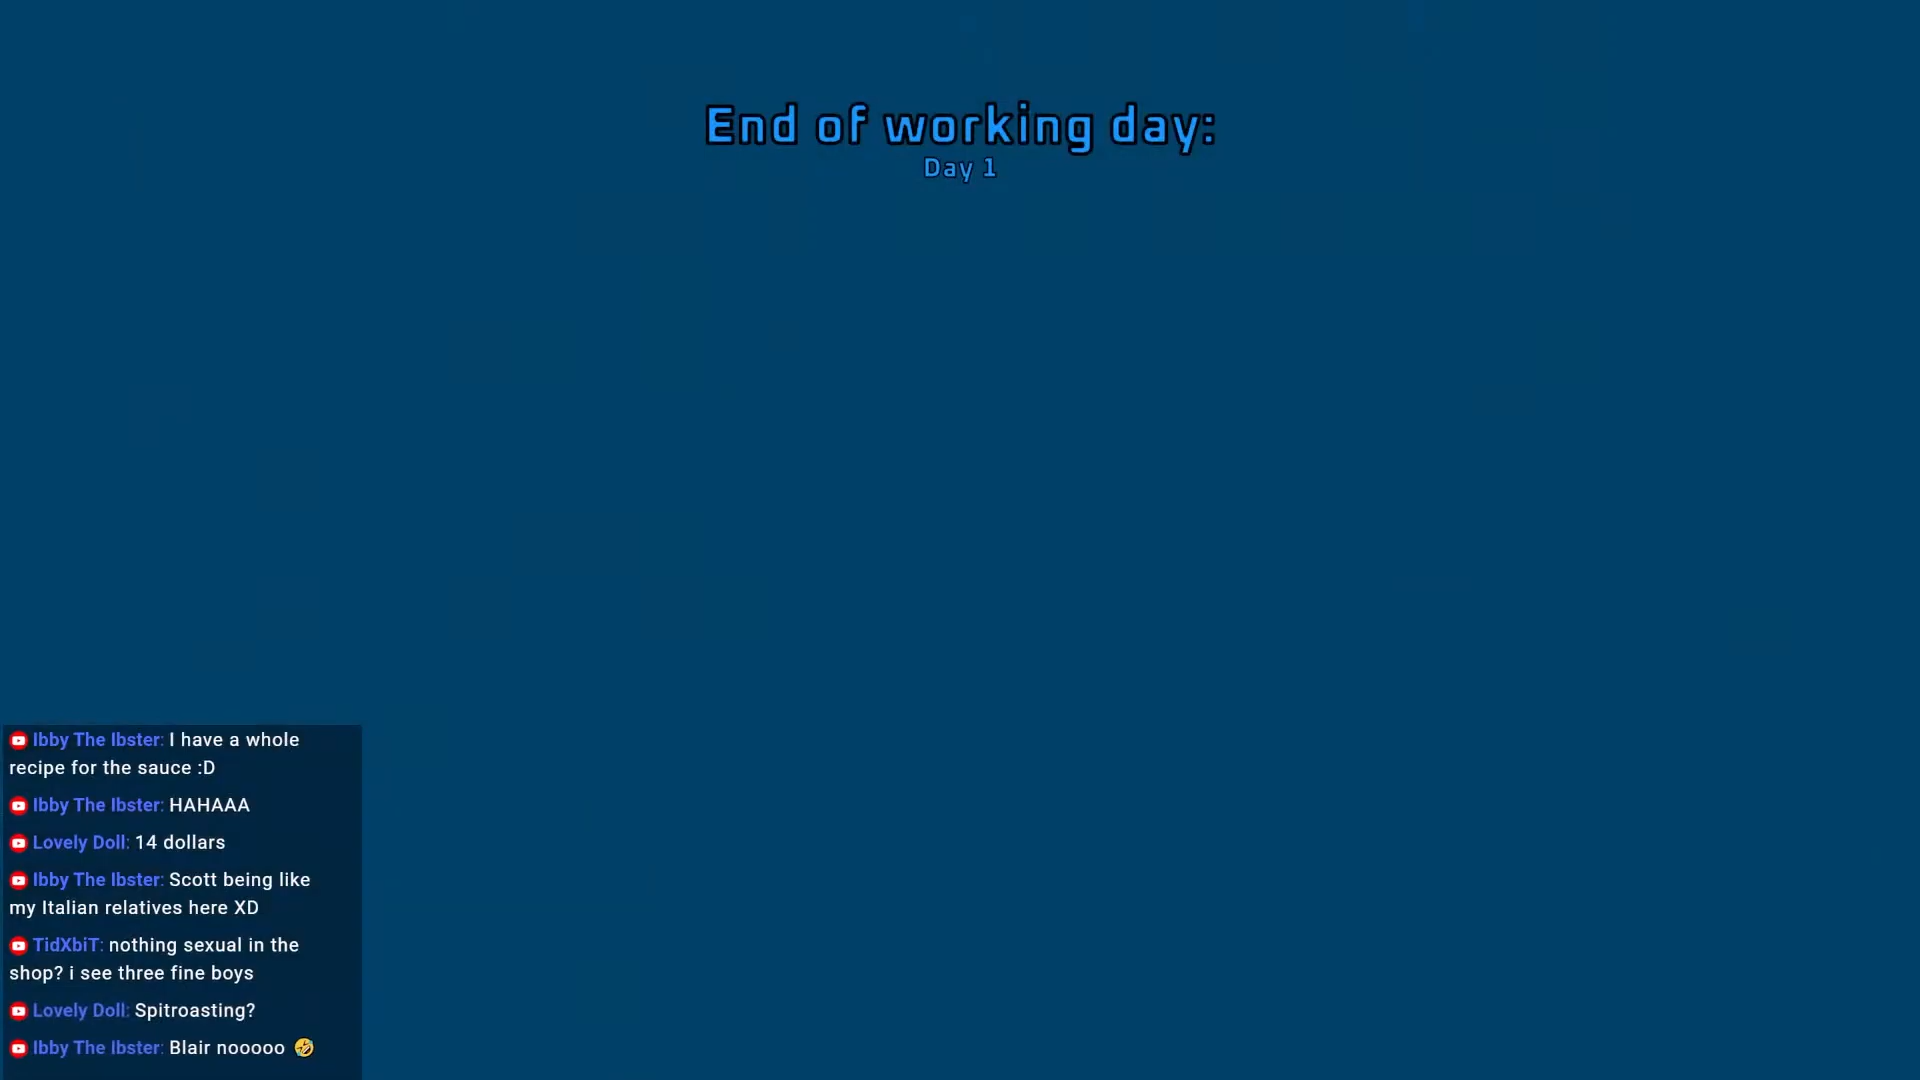 End of working day:
Day 1
Ibby The Ibster: I have a whole
recipe for the sauce :D
Ibby The Ibster: HAHAAA
Lovely Doll: 14 dollars
Ibby The Ibster: Scott being like
my Italian relatives here XD
TidXbiT: nothing sexual in the
shop? i see three fine boys
Lovely Doll: Spitroasting?
Ibby The Ibster: Blair nooooo 🤣